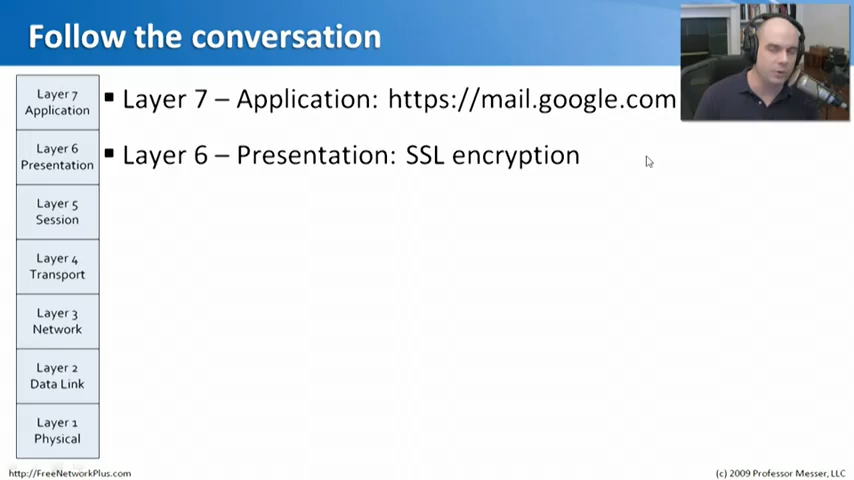 Follow the conversation
Layer 7
Application
▪ Layer 7 – Application: https://mail.google.com
Layer 6
Presentation
▪ Layer 6 – Presentation: SSL encryption
Layer 5
Session
Layer 4
Transport
Layer 3
Network
Layer 2
Data Link
Layer 1
Physical
http://FreeNetworkPlus.com
(c) 2009 Professor Messer, LLC